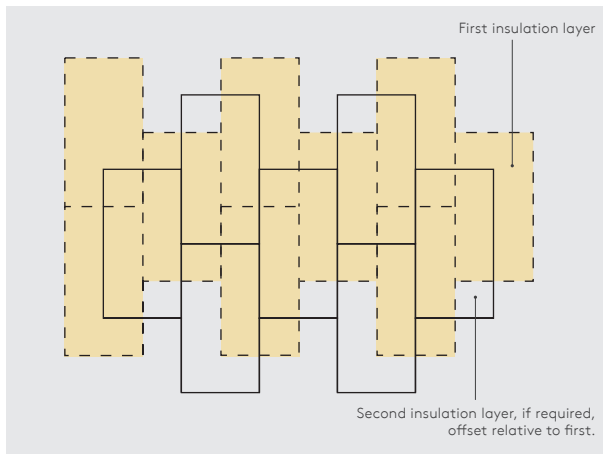 First insulation layer
Second insulation layer, if required,
offset relative to first.